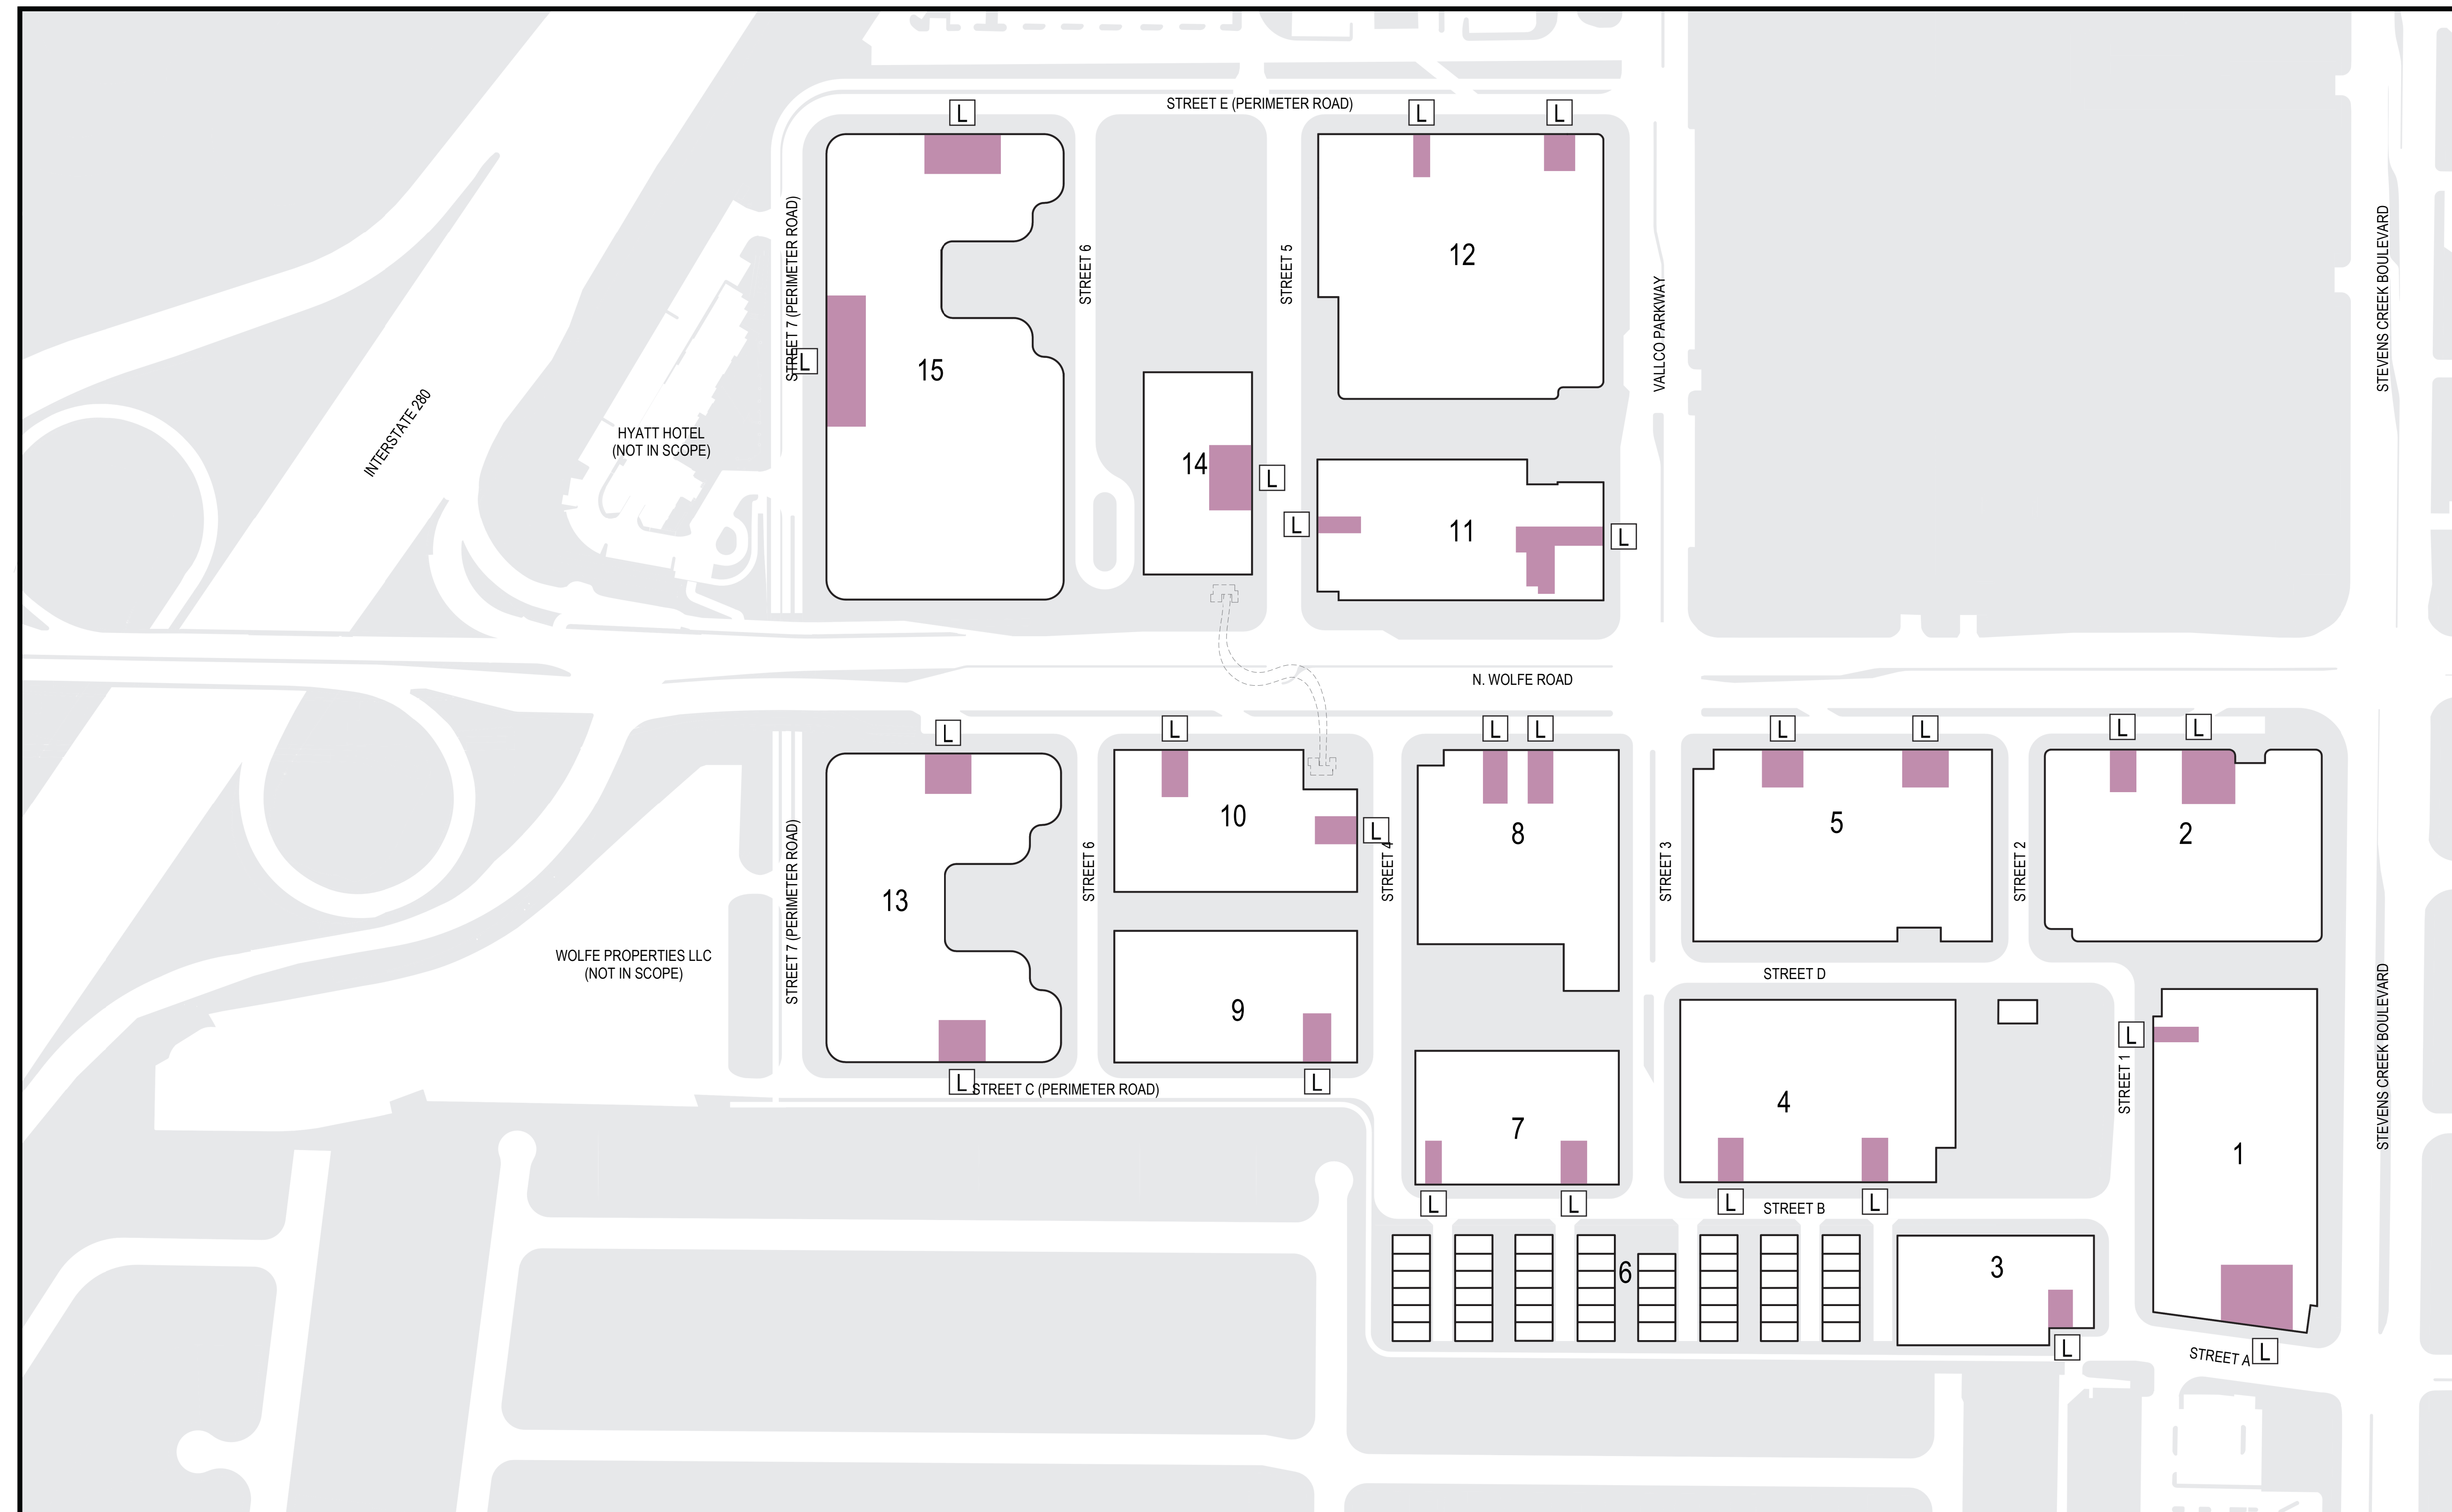 STREET E (PERIMETER ROAD)
L
L
L
STREET 7 (PERIMETER ROAD)
STREET 6
STREET 5
12
VALLCO PARKWAY
STEVENS CREEK BOULEVARD
L
15
INTERSTATE 280
HYATT HOTEL
(NOT IN SCOPE)
14
L
L
11
L
N. WOLFE ROAD
L
L
L
L
L
L
L
L
10
L
8
5
2
STREET 7 (PERIMETER ROAD)
13
STREET 6
STREET 4
STREET 3
STREET 2
WOLFE PROPERTIES LLC
(NOT IN SCOPE)
STREET D
9
L
STREET 1
STEVENS CREEK BOULEVARD
L
STREET C (PERIMETER ROAD)
L
7
4
1
L
L
L
STREET B
L
6
3
L
STREET A
L